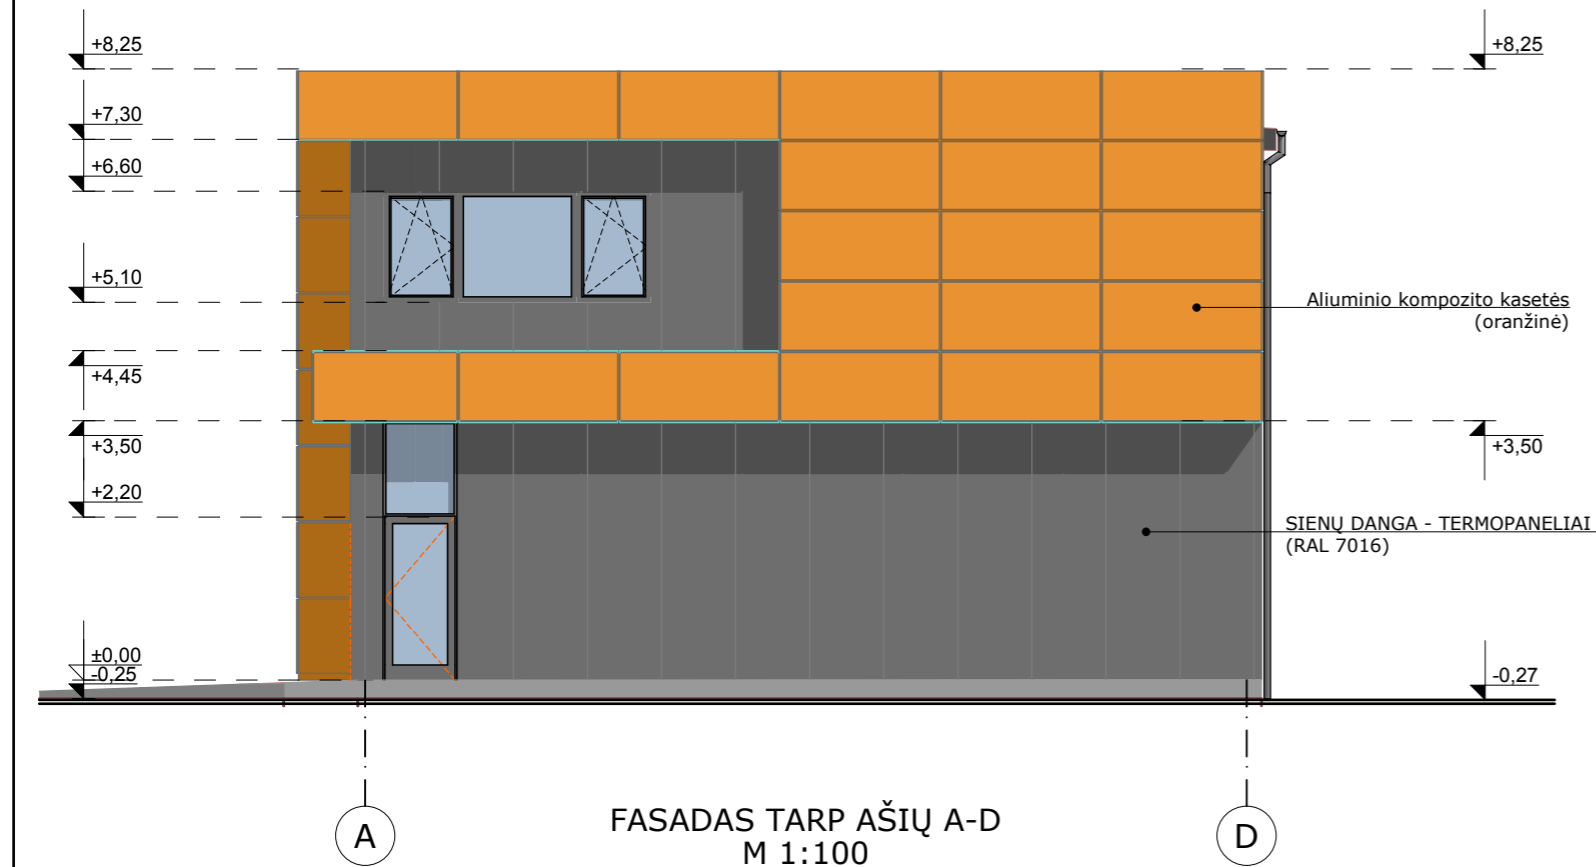 +8,25
+8,25
+7,30
+6,60
+5,10
Aliuminio kompozito kasetės
(oranžinė)
+4,45
+3,50
+3,50
+2,20
SIENŲ DANGA - TERMOPANELIAI
(RAL 7016)
±0,00
-0,25
-0,27
A
FASADAS TARP AŠIŲ A-D
M 1:100
D